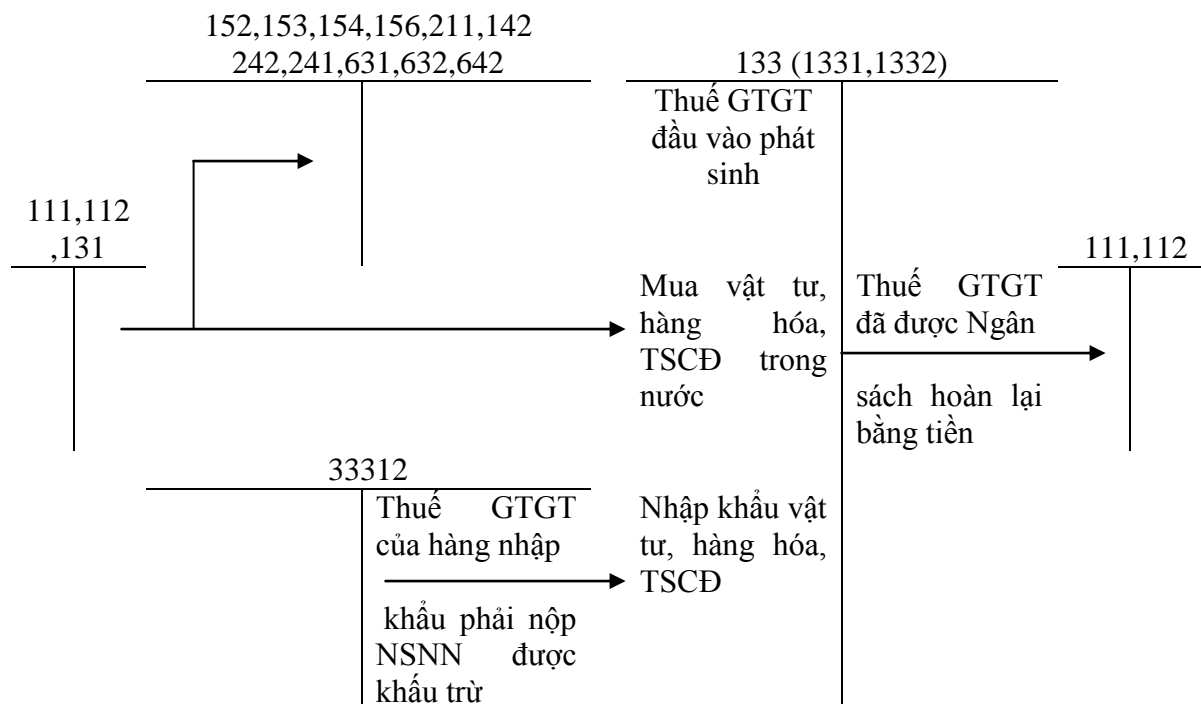 152,153,154,156,211,142
242,241,631,632,642
133 (1331,1332)
Thuế GTGT
đầu vào phát
sinh
111,112
,131
111,112
Mua vật tư,
hàng hóa,
TSCĐ trong
nước
Thuế GTGT
đã được Ngân
sách hoàn lại
bằng tiền
33312
Thuế GTGT
của hàng nhập
khẩu phải nộp
NSNN được
khấu trừ
Nhập khẩu vật
tư, hàng hóa,
TSCĐ